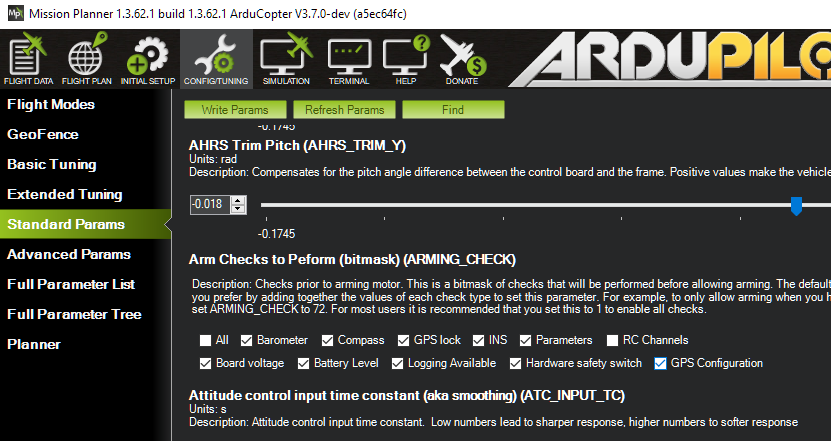 Mission Planner 1.3.62.1 build 1.3.62.1 ArduCopter V3.7.0-dev (a5ec64fc)
FLIGHT DATA FLIGHT PLAN INITIAL SETUP CONFIG/TUNING SIMULATION TERMINAL HELP DONATE
ARDUPILO
Flight Modes
GeoFence
Basic Tuning
Extended Tuning
Standard Params
Advanced Params
Full Parameter List
Full Parameter Tree
Planner
Write Params Refresh Params Find
-0.1745
AHRS Trim Pitch (AHRS_TRIM_Y)
Units: rad
Description: Compensates for the pitch angle difference between the control board and the frame. Positive values make the vehicle
-0.018
-0.1745
Arm Checks to Peform (bitmask) (ARMING_CHECK)
Description: Checks prior to arming motor. This is a bitmask of checks that will be performed before allowing arming. The default
you prefer by adding together the values of each check type to set this parameter. For example, to only allow arming when you h
set ARMING_CHECK to 72. For most users it is recommended that you set this to 1 to enable all checks.
All Barometer Compass GPS lock INS Parameters RC Channels
Board voltage Battery Level Logging Available Hardware safety switch GPS Configuration
Attitude control input time constant (aka smoothing) (ATC_INPUT_TC)
Units: s
Description: Attitude control input time constant. Low numbers lead to sharper response, higher numbers to softer response